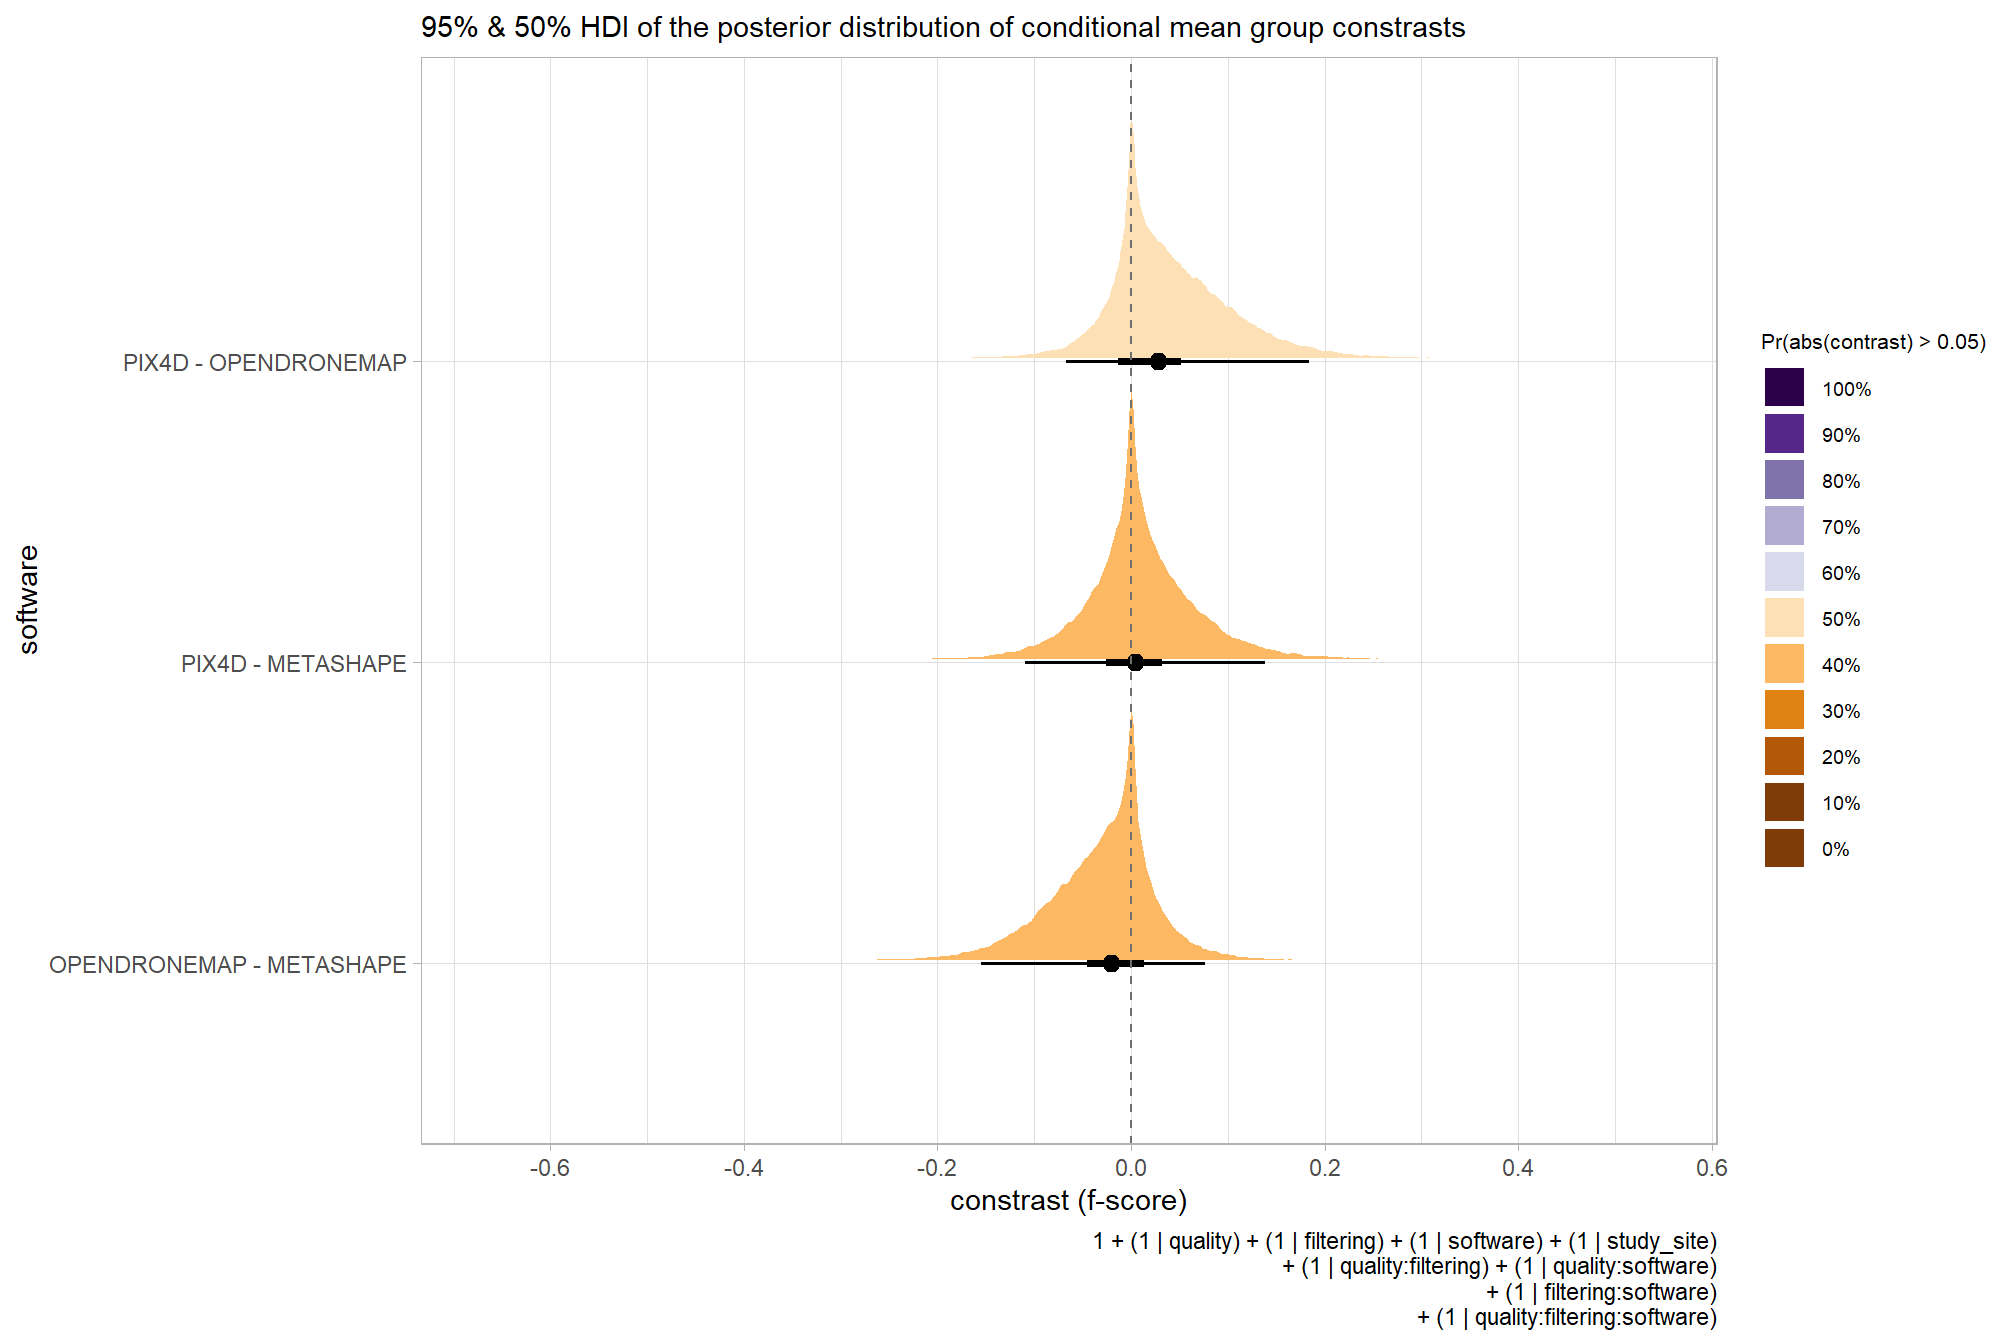 95% & 50% HDI of the posterior distribution of conditional mean group constrasts
software
PIX4D - OPENDRONEMAP
PIX4D - METASHAPE
OPENDRONEMAP - METASHAPE
-0.6 -0.4 -0.2 0.0 0.2 0.4 0.6
constrast (f-score)
Pr(abs(contrast) > 0.05)
100%
90%
80%
70%
60%
50%
40%
30%
20%
10%
0%
1 + (1 | quality) + (1 | filtering) + (1 | software) + (1 | study_site)
+ (1 | quality:filtering) + (1 | quality:software)
+ (1 | filtering:software)
+ (1 | quality:filtering:software)